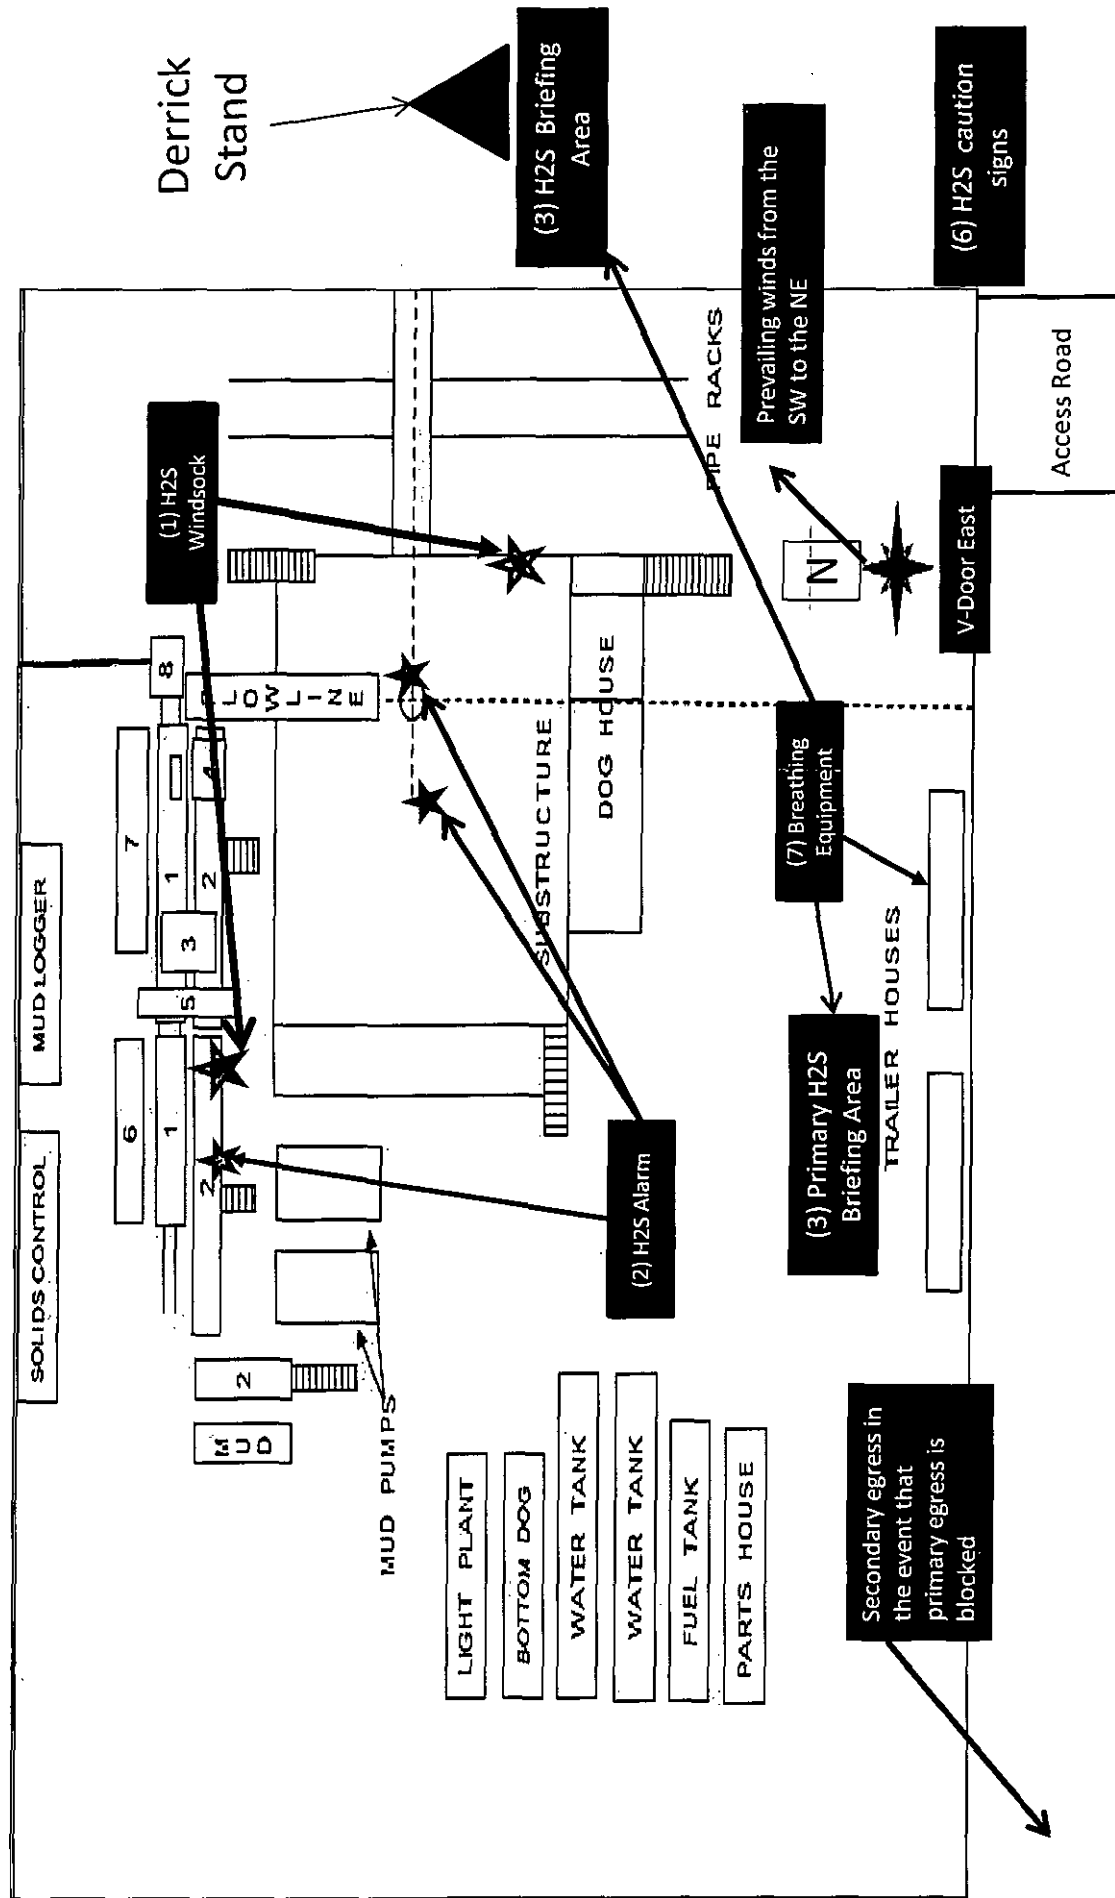 Derrick
Stand
(3) H2S Briefing
Area
(6) H2S caution
signs
Prevailing winds from the
SW to the NE
Access Road
(1) H2S
Windsock
PIPE RACKS
N
V-Door East
8
LOW LINE
7
1
4
2
3
5
MUD LOGGER
SUBSTRUCTURE
DOG HOUSE
(7) Breathing
Equipment
6
1
2
SOLIDS CONTROL
(2) H2S Alarm
(3) Primary H2S
Briefing Area
TRAILER HOUSES
2
MUD
MUD PUMPS
LIGHT PLANT
BOTTOM DOG
WATER TANK
WATER TANK
FUEL TANK
PARTS HOUSE
Secondary egress in
the event that
primary egress is
blocked